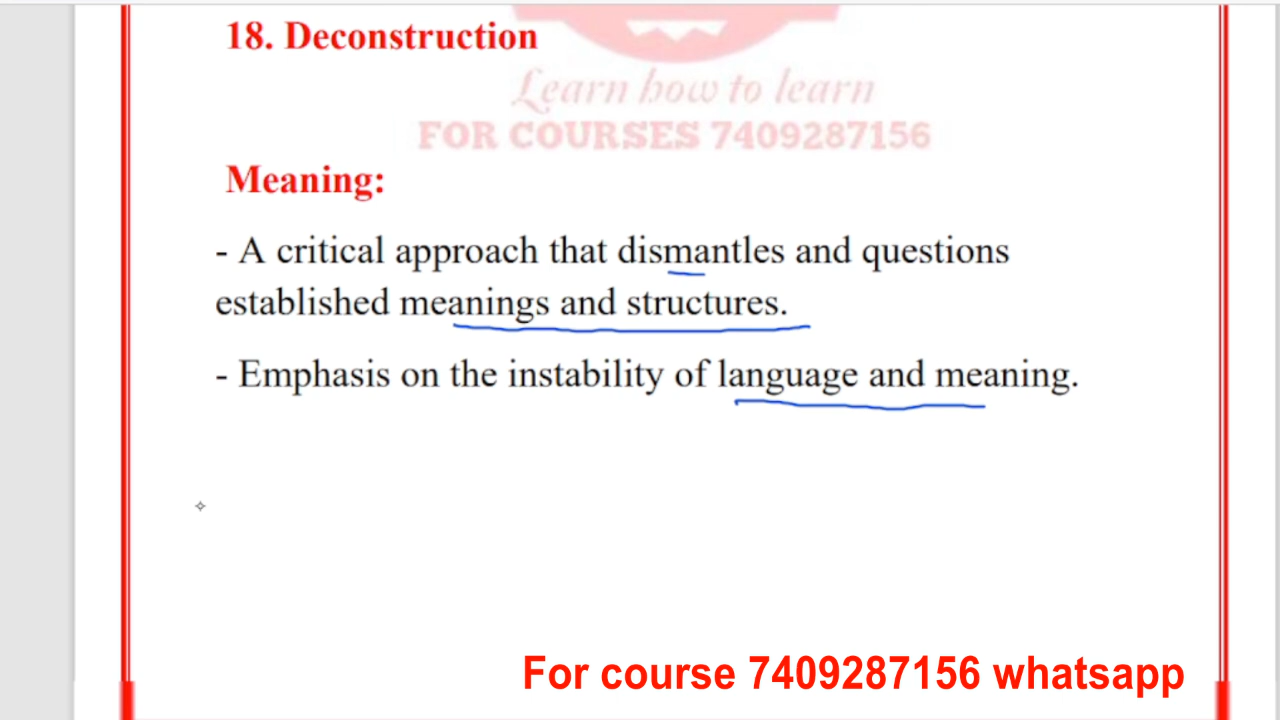 18. Deconstruction
Learn how to learn
FOR COURSES 7409287156
Meaning:
- A critical approach that dismantles and questions
established meanings and structures.
- Emphasis on the instability of language and meaning.
For course 7409287156 whatsapp